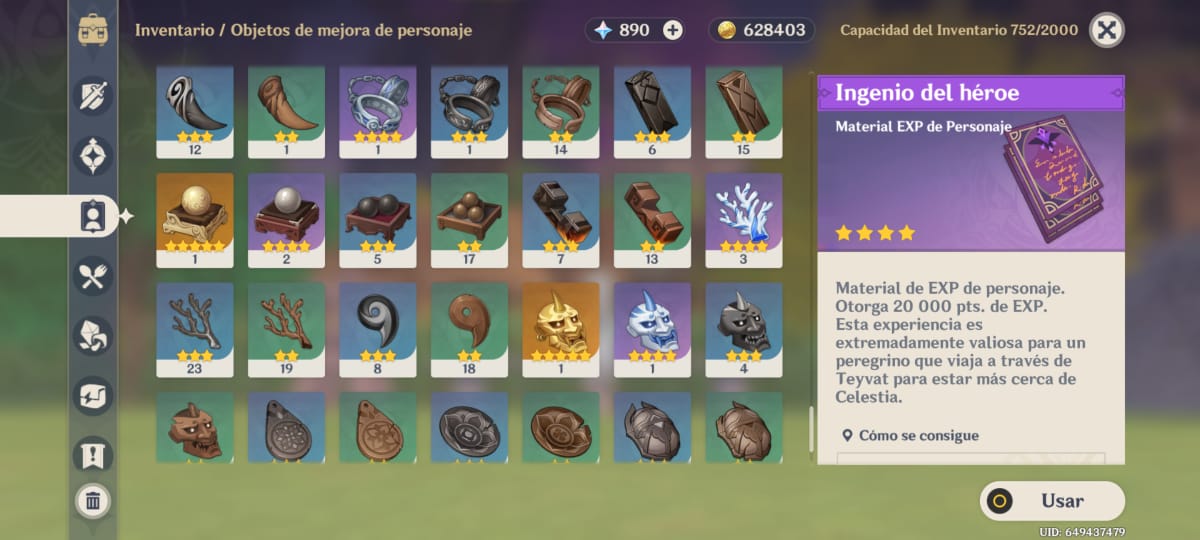 Inventario / Objetos de mejora de personaje
890
628403
Capacidad del Inventario 752/2000
12
1
1
1
14
6
15
1
2
5
17
7
13
3
23
19
8
18
1
1
4
Ingenio del héroe
Material EXP de Personaje
Material de EXP de personaje.
Otorga 20 000 pts. de EXP.
Esta experiencia es
extremadamente valiosa para un
peregrino que viaja a través de
Teyvat para estar más cerca de
Celestia.
Cómo se consigue
Usar
UID: 649437479